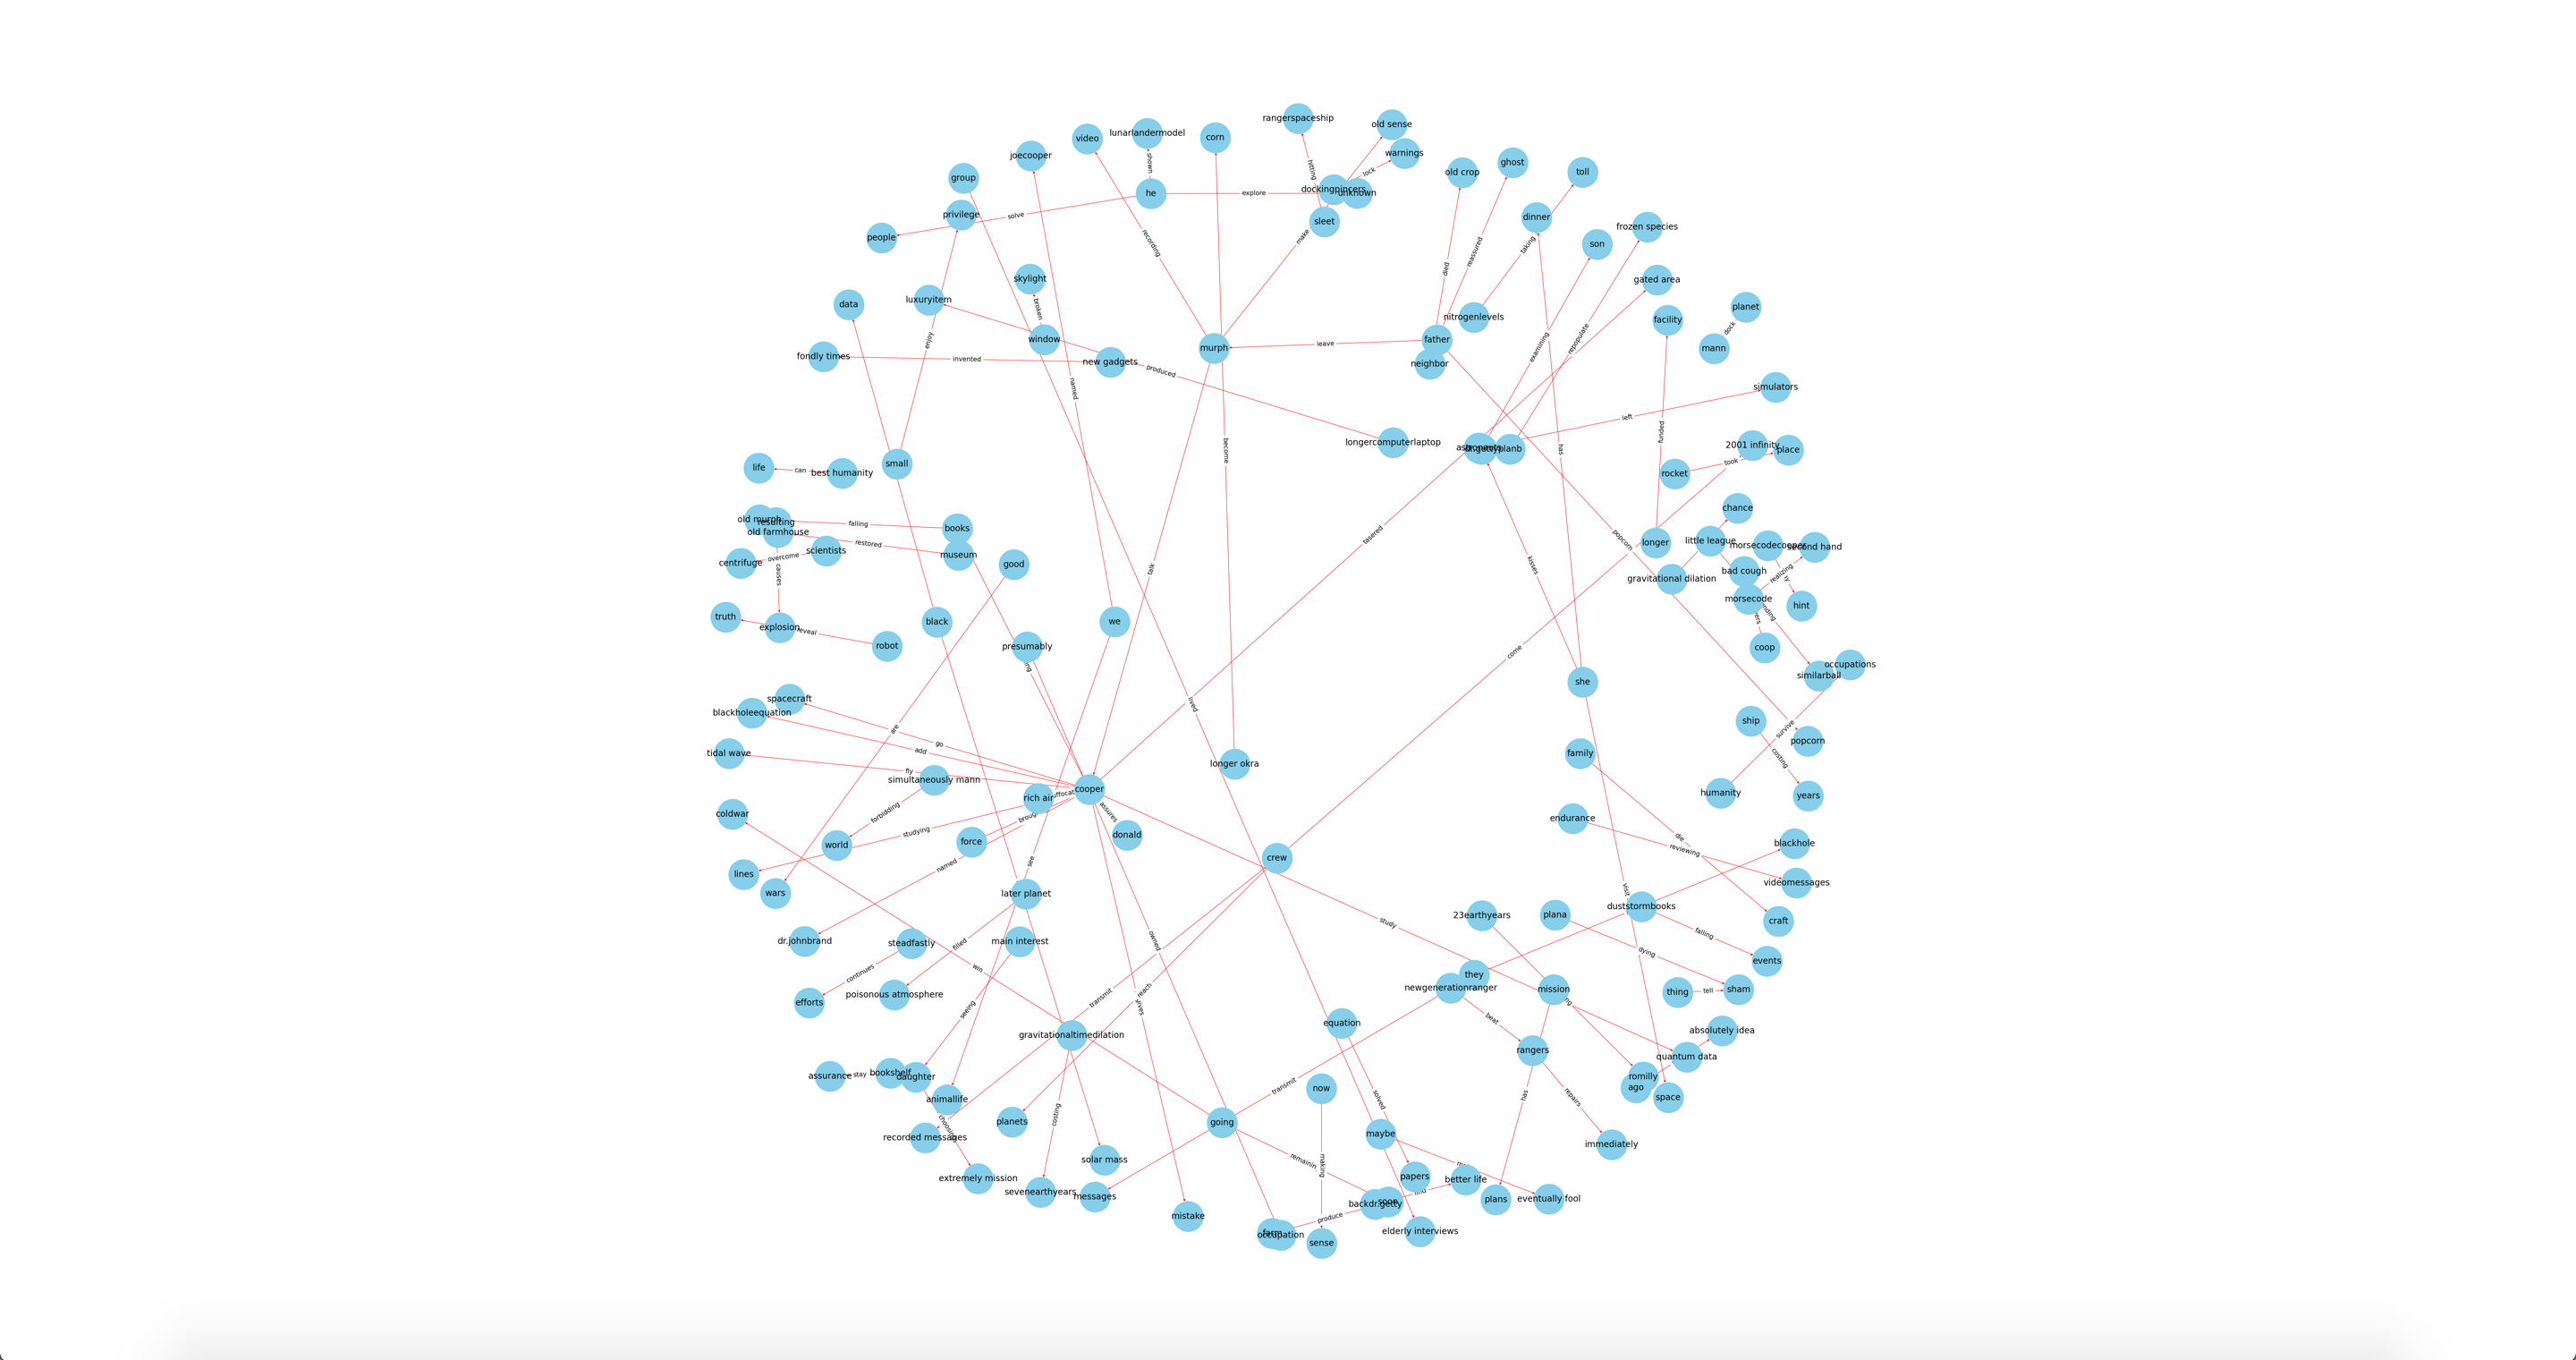 rangerspaceship
old sense
lunarlandermodel
corn
video
warnings
joecooper
shown
ghost
hitting
lock
old crop
toll
group
dockingpincers
unknown
he
explore
privilege
solve
dinner
sleet
frozen species
people
make
recording
taking
son
reassured
died
skylight
gated area
luxuryitem
data
broken
planet
nitrogenlevels
facility
dock
enjoy
window
father
leave
murph
mann
examining
repopulate
fondly times
invented
new gadgets
neighbor
produced
named
simulators
left
funded
longercomputerlaptop
2001 infinity
planb
place
become
has
small
took
life
can
best humanity
rocket
chance
old murph
resulting
falling
books
old farmhouse
tasered
popcorn
longer
little league
morsecodecooper
second hand
restored
scientists
museum
overcome
centrifuge
good
talk
kisses
causes
bad cough
realizing
gravitational dilation
morsecode
hint
truth
explosion
reveal
black
we
robot
presumably
coop
come
occupations
similarball
she
spacecraft
lived
blackholeequation
are
ship
survive
popcorn
go
add
tidal wave
family
costing
fly
longer okra
simultaneously mann
cooper
humanity
years
rich air
assures
forbidding
coldwar
endurance
studying
force
donald
die
world
blackhole
reviewing
crew
see
named
lines
videomessages
wars
later planet
visit
duststormbooks
23earthyears
plana
craft
study
falling
dr.johnbrand
steadfastly
filled
main interest
owned
dying
events
win
continues
they
newgenerationranger
mission
thing
tell
sham
poisonous atmosphere
reach
transmit
efforts
seeing
beat
equation
absolutely idea
gravitationaltimedilation
rangers
quantum data
assurance
stay
bookshelf
daughter
romilly
ago
transmit
now
has
repairs
space
animallife
solved
costing
planets
going
choosing
recorded messages
maybe
immediately
solar mass
making
extremely mission
papers
better life
sevenearthyears
messages
plans
eventually fool
soon
backdr.getty
mistake
produce
farm
occupation
elderly interviews
sense